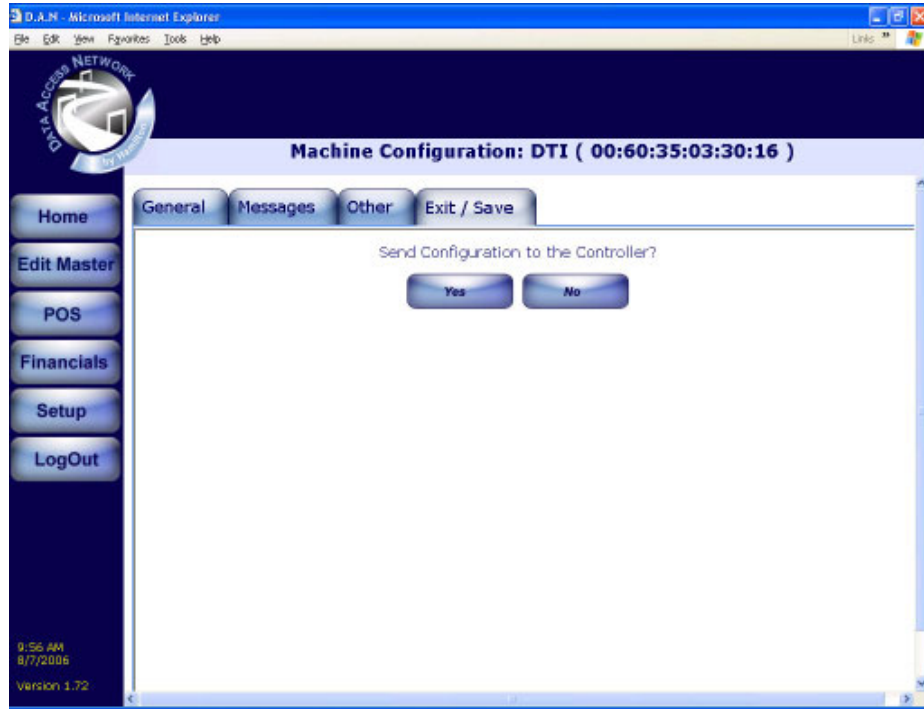 D.A.N - Microsoft Internet Explorer
File Edit View Favorites Tools Help
Links »
DATA ACCESS NETWORK
by Hamilton
Machine Configuration: DTI ( 00:60:35:03:30:16 )
General Messages Other Exit / Save
Home
Edit Master
POS
Financials
Setup
LogOut
Send Configuration to the Controller?
Yes No
9:56 AM
8/7/2006
Version 1.72